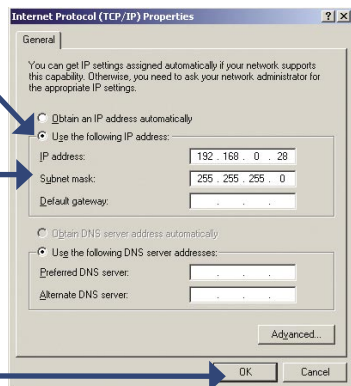 Internet Protocol (TCP/IP) Properties ? X
General
You can get IP settings assigned automatically if your network supports
this capability. Otherwise, you need to ask your network administrator for
the appropriate IP settings.
Obtain an IP address automatically
Use the following IP address:
IP address: 192 . 168 . 0 . 28
Subnet mask: 255 . 255 . 255 . 0
Default gateway: . . .
Obtain DNS server address automatically
Use the following DNS server addresses:
Preferred DNS server: . . .
Alternate DNS server: . . .
Advanced...
OK Cancel